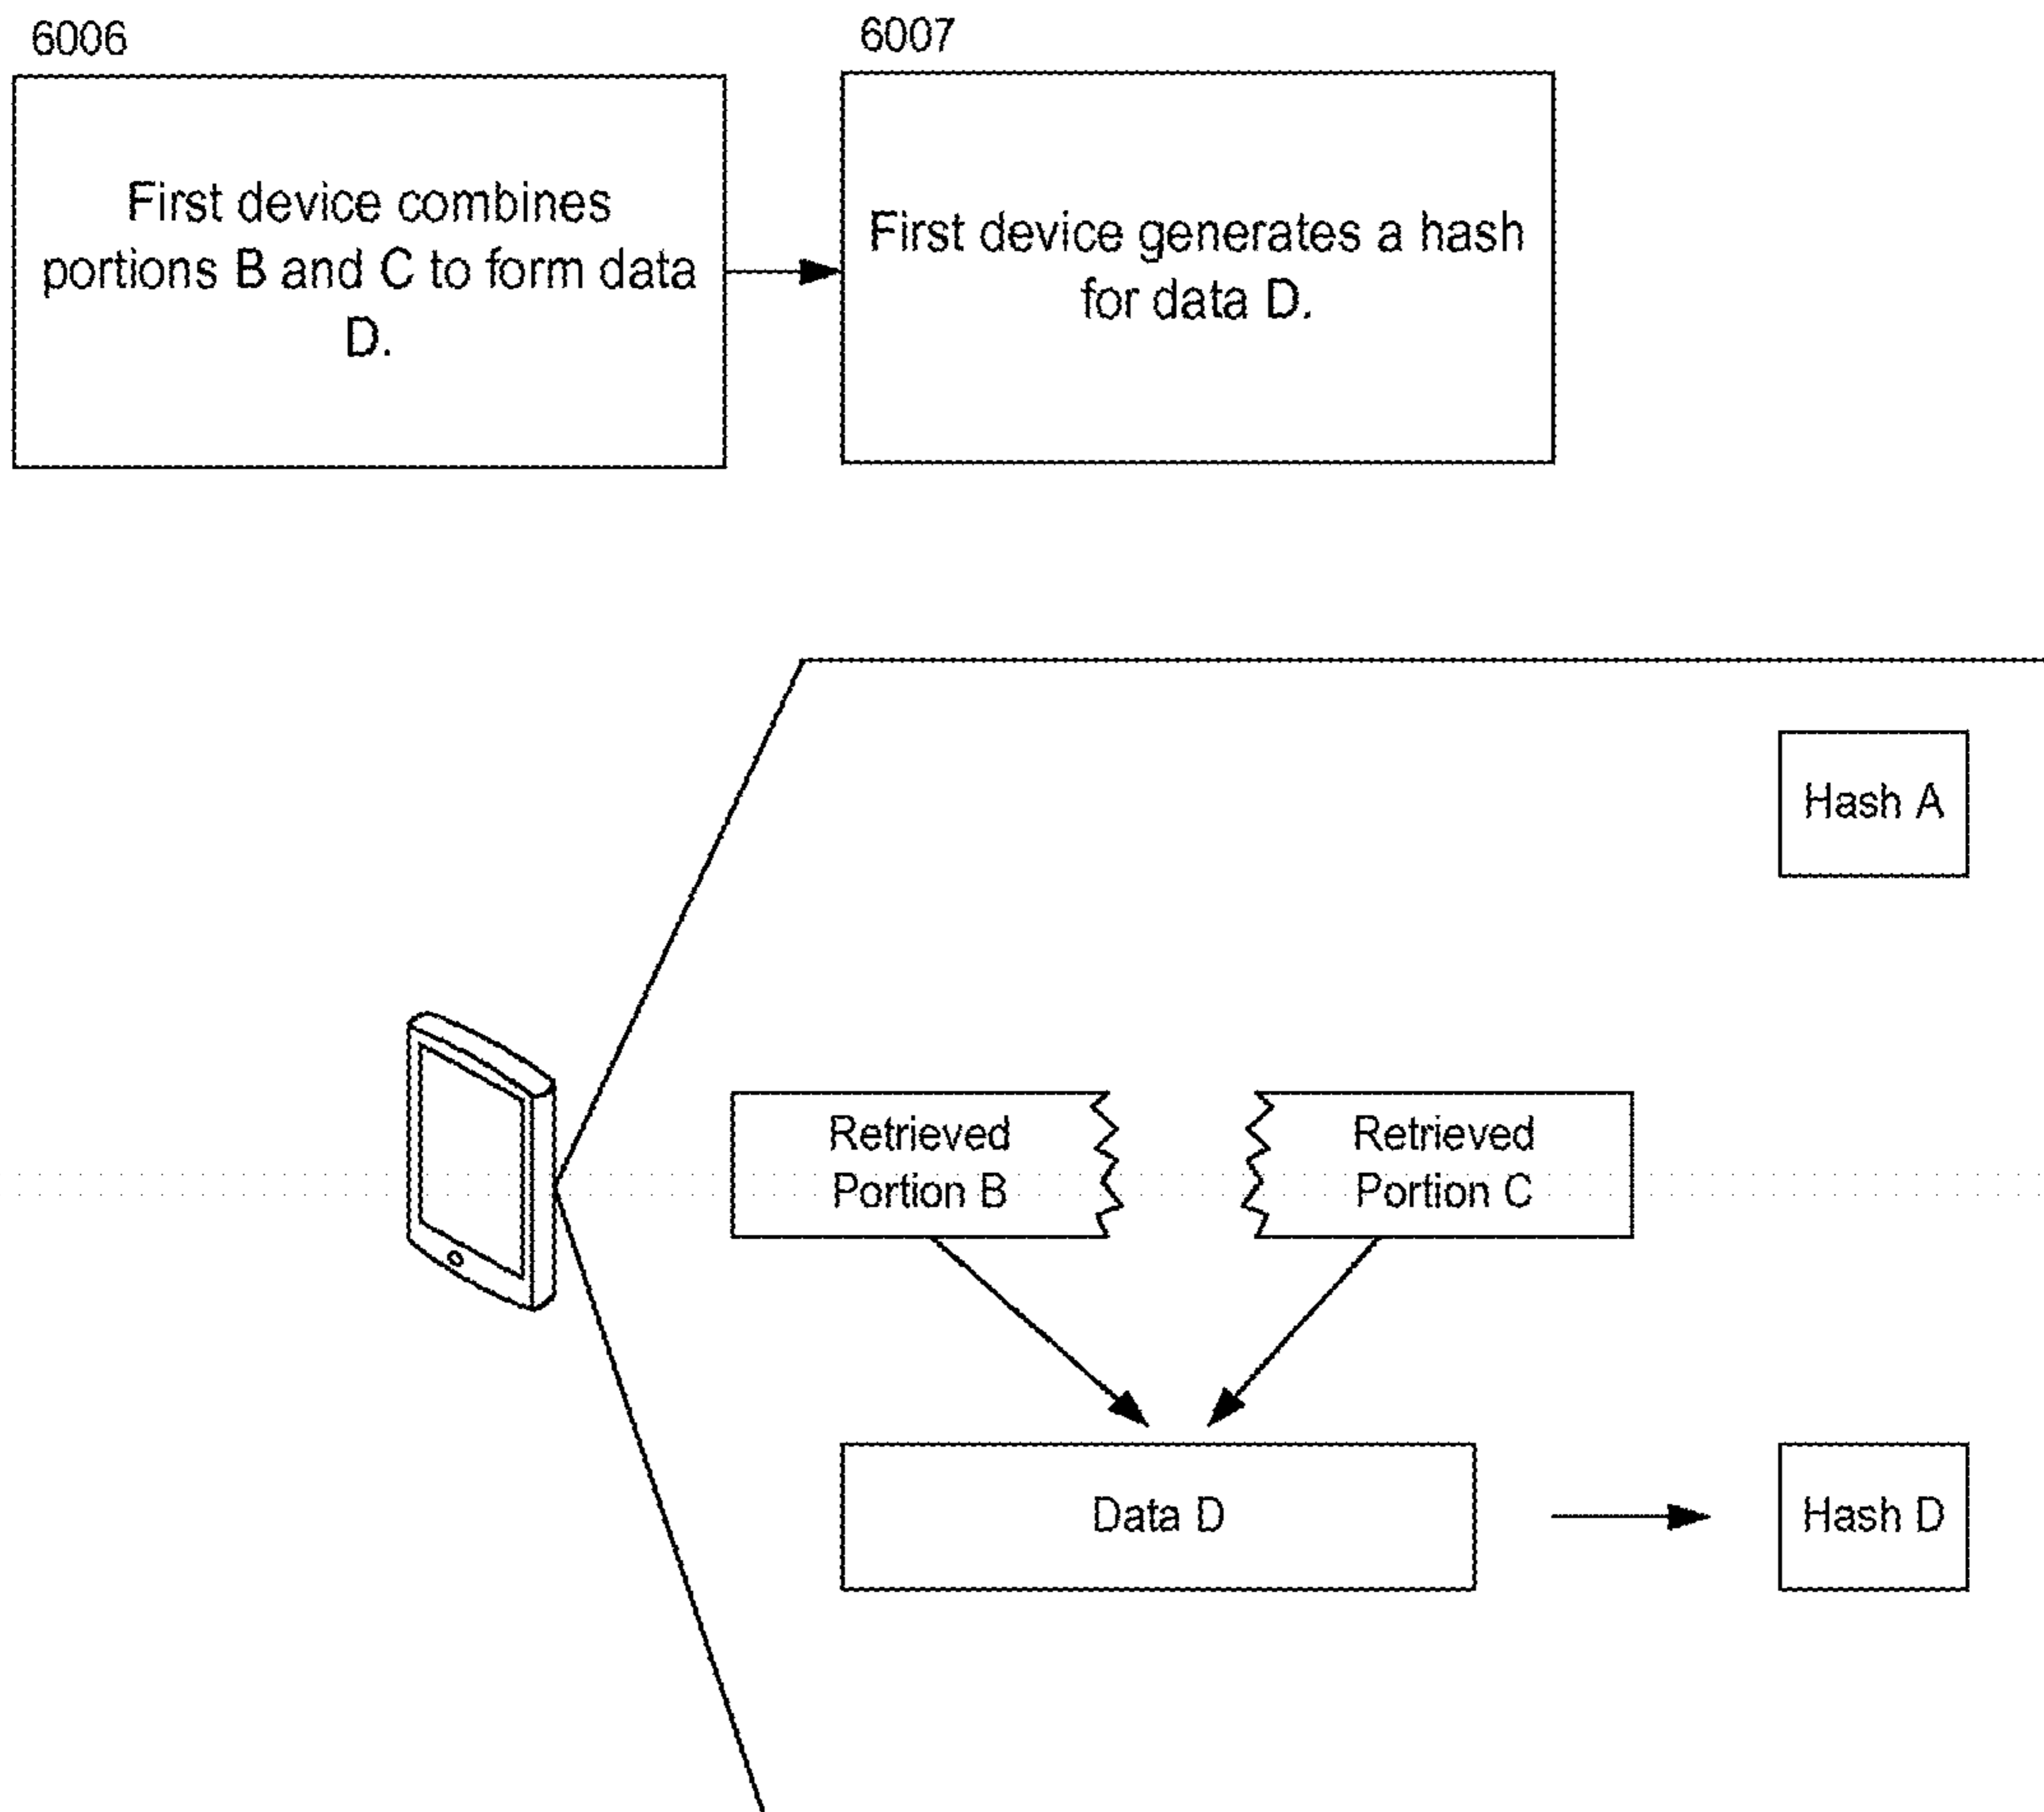 6006
6007
First device combines
portions B and C to form data
D.
First device generates a hash
for data D.
Hash A
Retrieved
Portion B
Retrieved
Portion C
Data D
Hash D